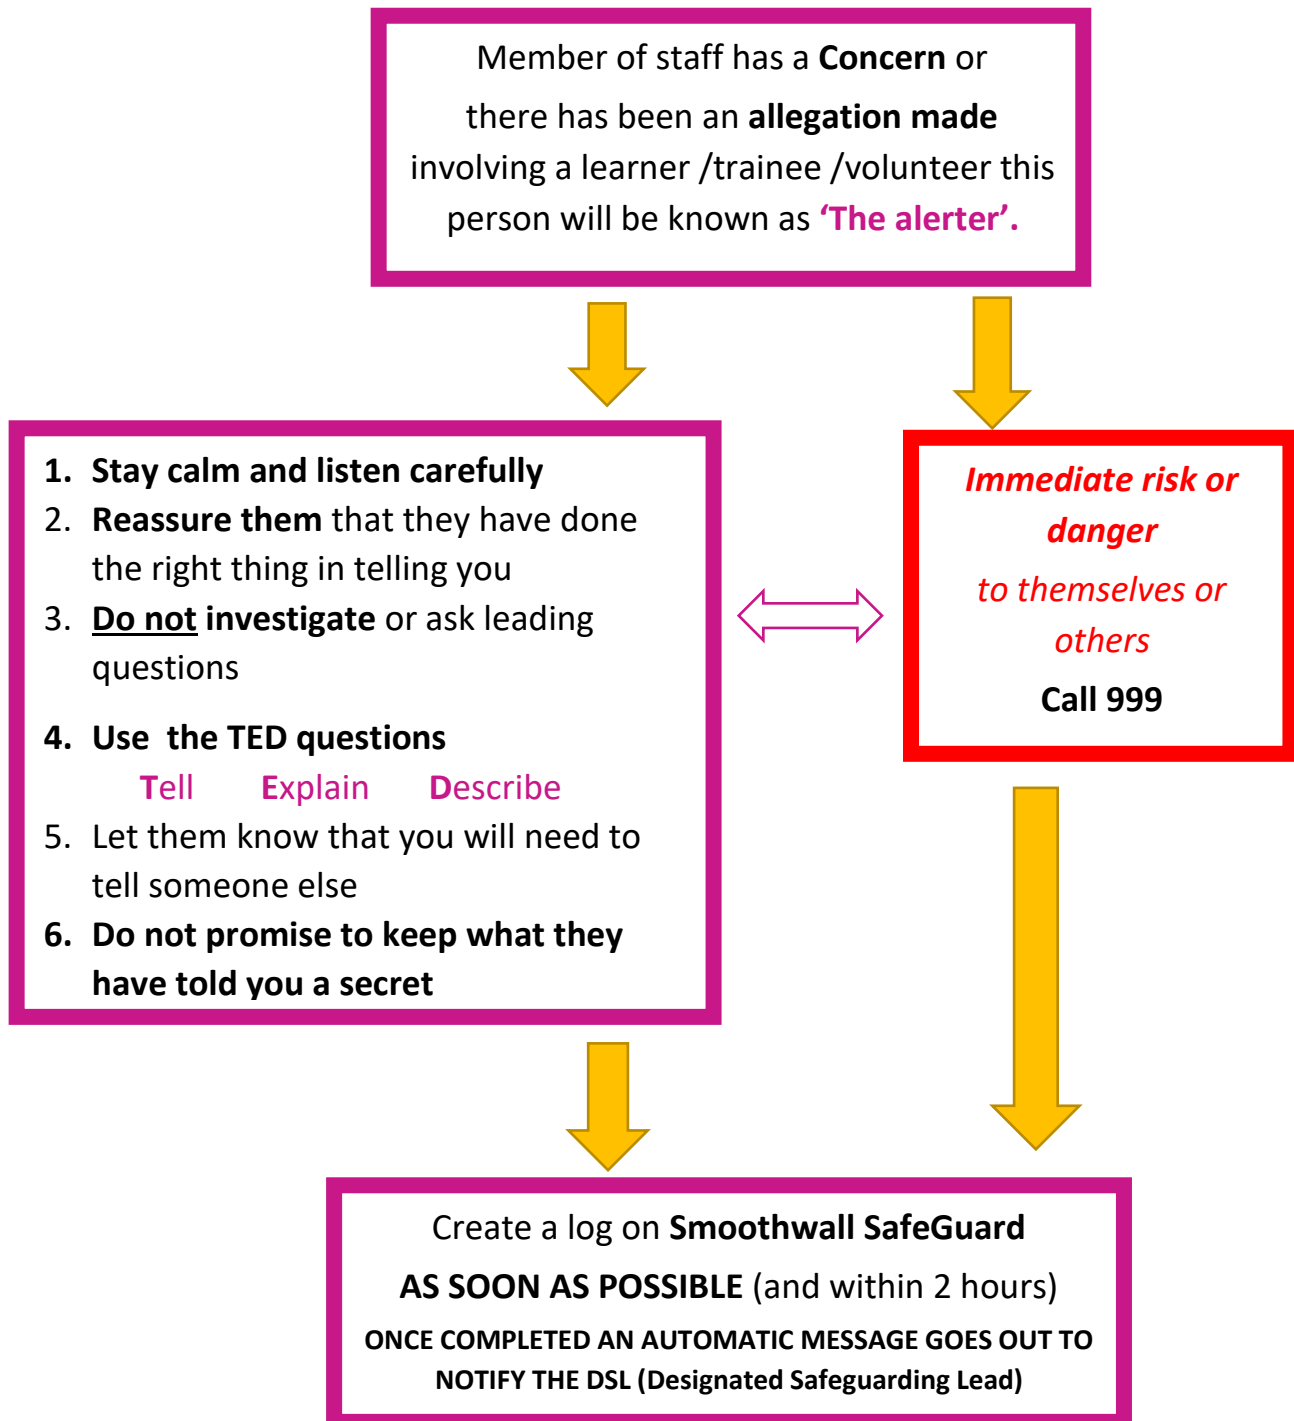 Member of staff has a Concern or
there has been an allegation made
involving a learner /trainee /volunteer this
person will be known as ‘The alerter’.
1. Stay calm and listen carefully
2. Reassure them that they have done
the right thing in telling you
3. Do not investigate or ask leading
questions
4. Use the TED questions
Tell Explain Describe
5. Let them know that you will need to
tell someone else
6. Do not promise to keep what they
have told you a secret
Immediate risk or
danger
to themselves or
others
Call 999
Create a log on Smoothwall SafeGuard
AS SOON AS POSSIBLE (and within 2 hours)
ONCE COMPLETED AN AUTOMATIC MESSAGE GOES OUT TO
NOTIFY THE DSL (Designated Safeguarding Lead)